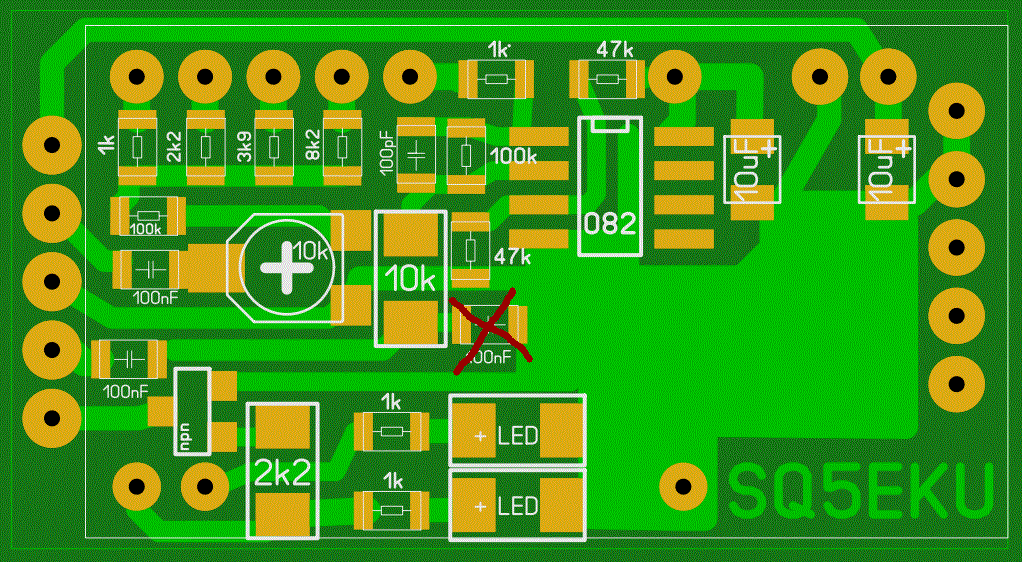 1k
47k
1k
2k2
3k9
8k2
100pF
100k
10uF
+
10uF
+
100k
082
10k
10k
47k
100nF
00nF
100nF
npn
1k
+ LED
2k2
1k
+ LED
SQ5EKU